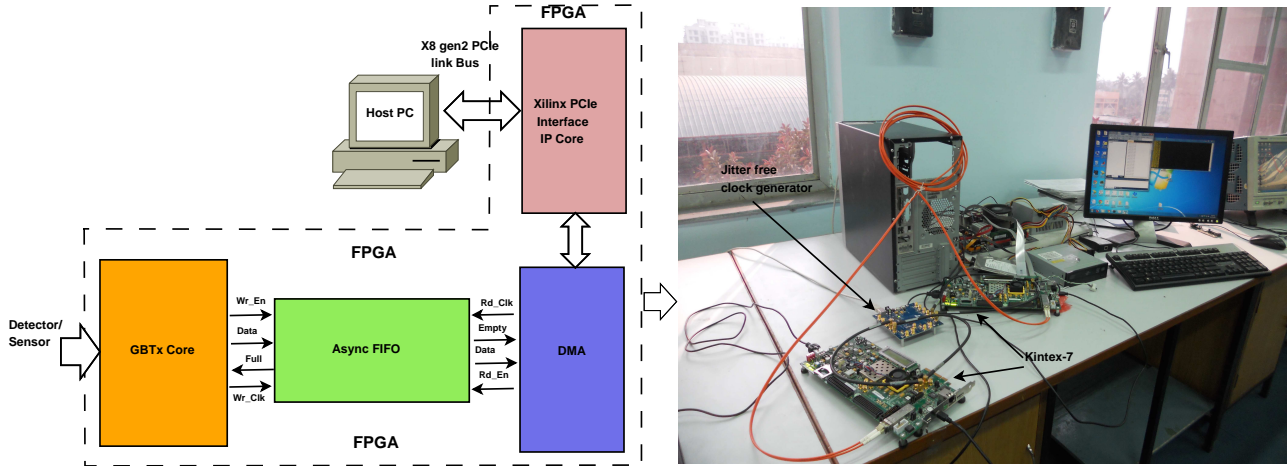 FPGA
X8 gen2 PCIe
link Bus
Host PC
Xilinx PCIe
Interface
IP Core
FPGA
Detector/
Sensor
GBTx Core
Wr_En
Data
Full
Wr_Clk
Async FIFO
Rd_Clk
Empty
Data
Rd_En
DMA
FPGA
Jitter free
clock generator
Kintex-7
DELL